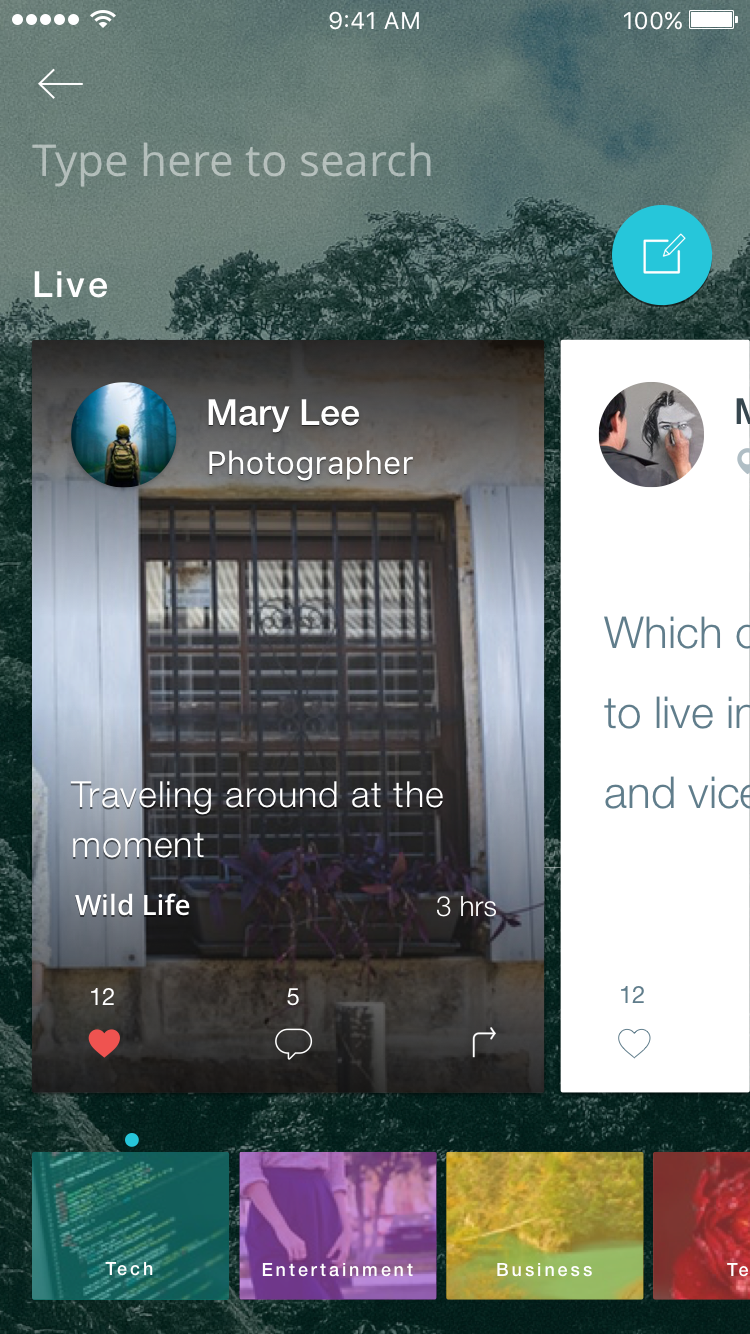 9:41 AM
100%
Type here to search
Live
Mary Lee
Photographer
Traveling around at the
moment
Wild Life
3 hrs
12
5
Which
to live in
and vice
12
Tech
Entertainment
Business
Te